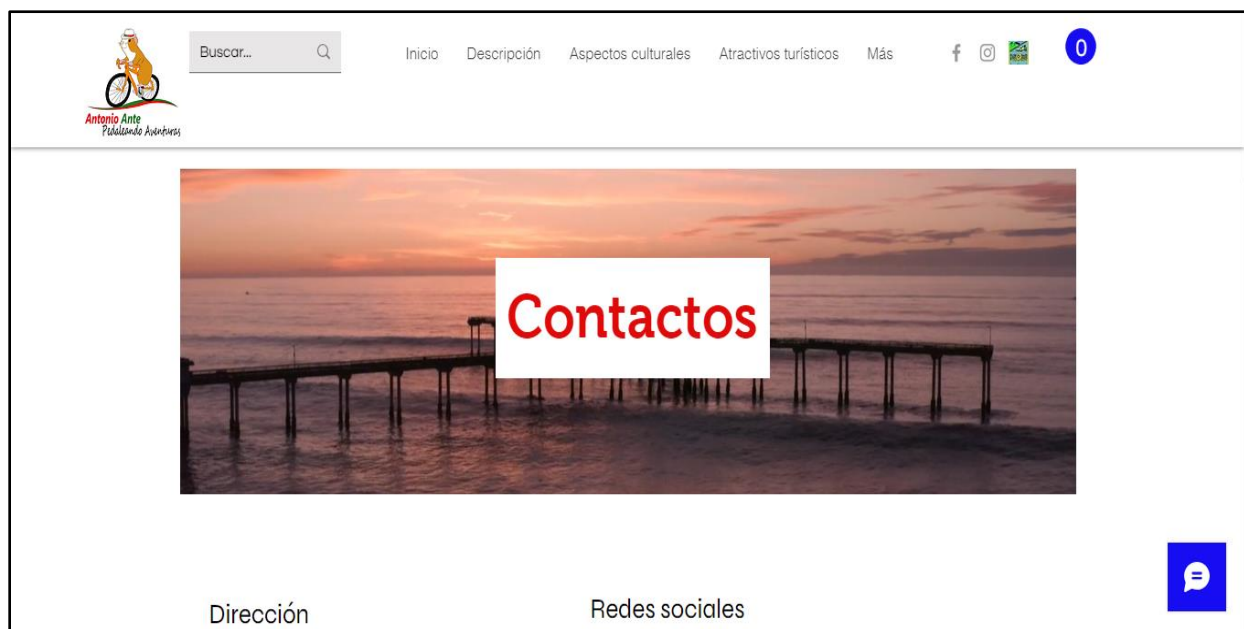 Antonio Ante
Pedaleando Aventuras
Buscar...
Inicio
Descripción
Aspectos culturales
Atractivos turísticos
Más
0
Contactos
Dirección
Redes sociales